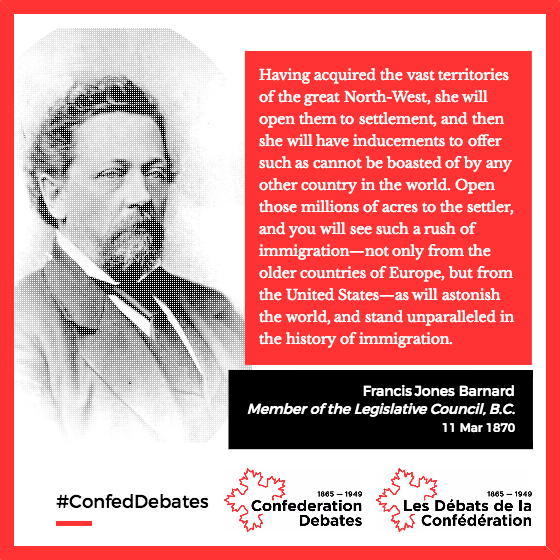 Having acquired the vast territories
of the great North-West, she will
open them to settlement, and then
she will have inducements to offer
such as cannot be boasted of by any
other country in the world. Open
those millions of acres to the settler,
and you will see such a rush of
immigration—not only from the
older countries of Europe, but from
the United States—as will astonish
the world, and stand unparalleled in
the history of immigration.
Francis Jones Barnard
Member of the Legislative Council, B.C.
11 Mar 1870
#ConfedDebates
1865 — 1949
Confederation
Debates
1865 — 1949
Les Débats de la
Confédération